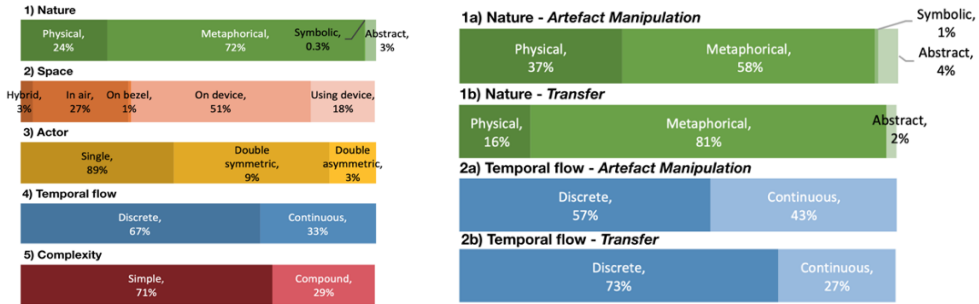 1) Nature
Physical,
24%
Metaphorical,
72%
Symbolic,
0.3%
Abstract,
3%
2) Space
Hybrid,
3%
In air,
27%
On bezel,
1%
On device,
51%
Using device,
18%
3) Actor
Single,
89%
Double
symmetric,
9%
Double
asymmetric,
3%
4) Temporal flow
Discrete,
67%
Continuous,
33%
5) Complexity
Simple,
71%
Compound,
29%
1a) Nature - Artefact Manipulation
Physical,
37%
Metaphorical,
58%
Symbolic,
1%
Abstract,
4%
1b) Nature - Transfer
Physical,
16%
Metaphorical,
81%
Abstract,
2%
2a) Temporal flow - Artefact Manipulation
Discrete,
57%
Continuous,
43%
2b) Temporal flow - Transfer
Discrete,
73%
Continuous,
27%